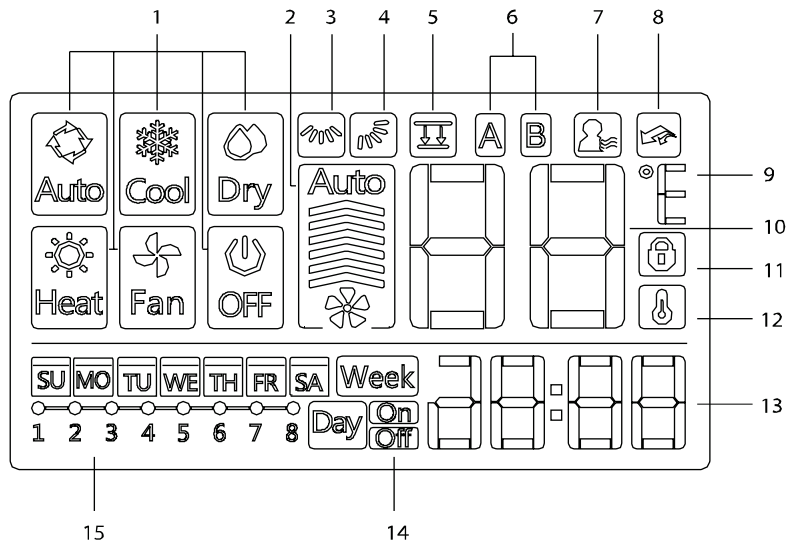 1 2 3 4 5 6 7 8
Auto Cool Dry Auto A B
9
10
Heat Fan OFF
11
12
SU MO TU WE TH FR SA Week
Day On
Off
13
1 2 3 4 5 6 7 8
15 14